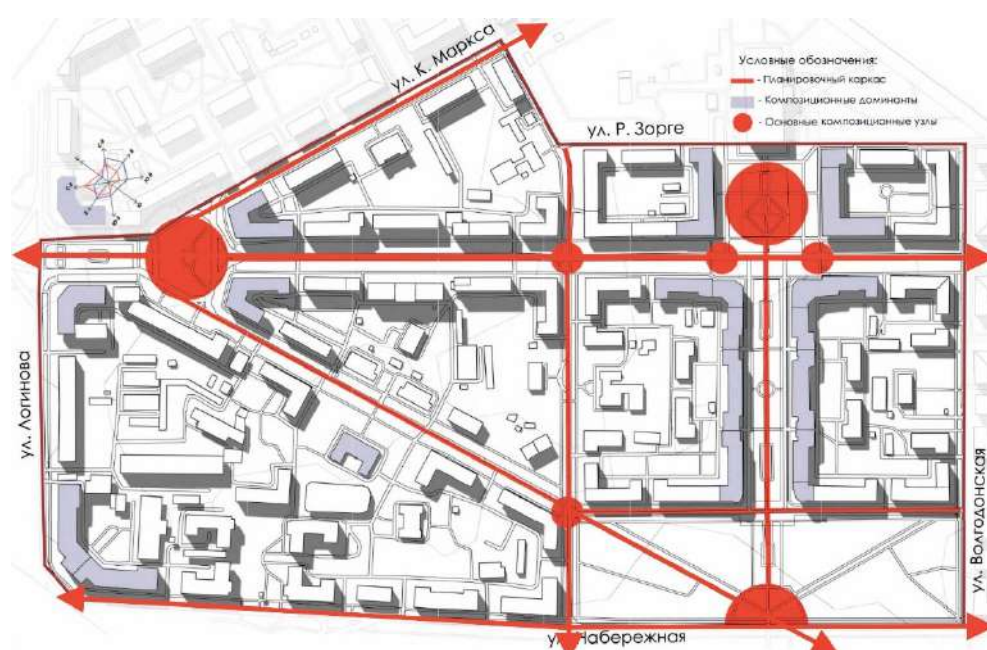 ул. К. Маркса
Условные обозначения:
- Планировочный каркас
- Композиционные доминанты
- Основные композиционные узлы
ул. Р. Зорге
ул. Логинова
ул. Волгодонская
ул. Набережная